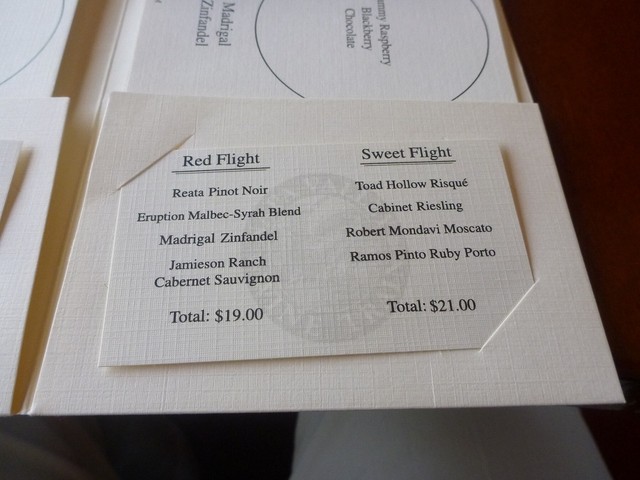 Madrigal
Zinfandel
Raspberry
Blackberry
Chocolate
Red Flight
Reata Pinot Noir
Eruption Malbec-Syrah Blend
Madrigal Zinfandel
Jamieson Ranch
Cabernet Sauvignon
Total: $19.00
Sweet Flight
Toad Hollow Risqué
Cabinet Riesling
Robert Mondavi Moscato
Ramos Pinto Ruby Porto
Total: $21.00